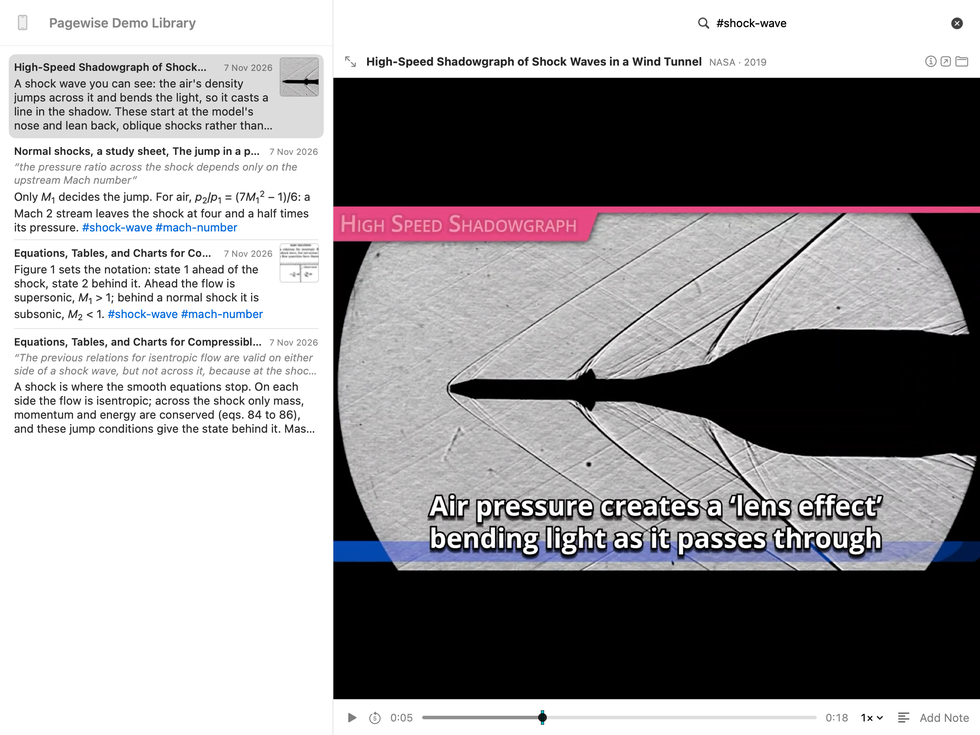 Pagewise Demo Library
#shock-wave
High-Speed Shadowgraph of Shock... 7 Nov 2026
A shock wave you can see: the air's density
jumps across it and bends the light, so it casts a
line in the shadow. These start at the model's
nose and lean back, oblique shocks rather than...
Normal shocks, a study sheet, The jump in a p... 7 Nov 2026
“the pressure ratio across the shock depends only on the
upstream Mach number“
Only M₁ decides the jump. For air, p₂/p₁ = (7M₁² − 1)/6: a
Mach 2 stream leaves the shock at four and a half times
its pressure. #shock-wave #mach-number
Equations, Tables, and Charts for Co... 7 Nov 2026
Figure 1 sets the notation: state 1 ahead of the
shock, state 2 behind it. Ahead the flow is
supersonic, M₁ > 1; behind a normal shock it is
subsonic, M₂ < 1. #shock-wave #mach-number
Equations, Tables, and Charts for Compressibl... 7 Nov 2026
“The previous relations for isentropic flow are valid on either
side of a shock wave, but not across it, because at the shoc...
A shock is where the smooth equations stop. On each
side the flow is isentropic; across the shock only mass,
momentum and energy are conserved (eqs. 84 to 86),
and these jump conditions give the state behind it. Mas...
High-Speed Shadowgraph of Shock Waves in a Wind Tunnel NASA · 2019
High Speed Shadowgraph
Air pressure creates a ‘lens effect’
bending light as it passes through
0:05 0:18 1× Add Note